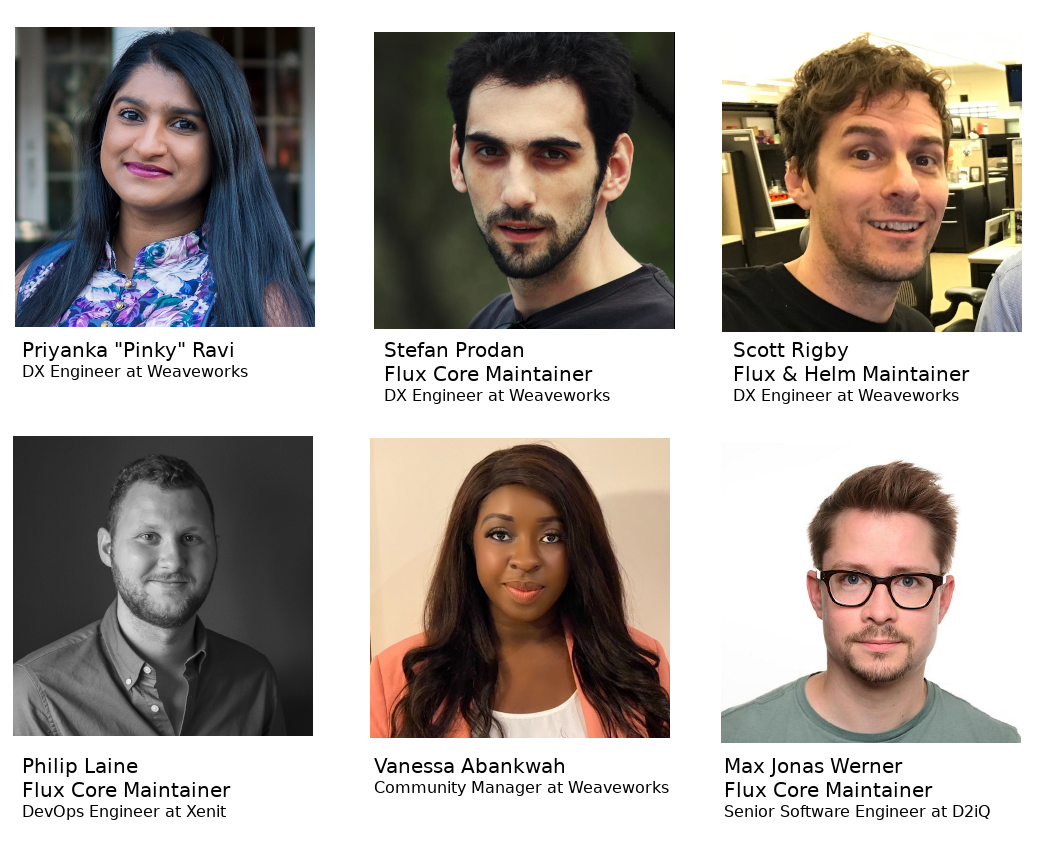 Priyanka "Pinky" Ravi
DX Engineer at Weaveworks
Stefan Prodan
Flux Core Maintainer
DX Engineer at Weaveworks
Scott Rigby
Flux & Helm Maintainer
DX Engineer at Weaveworks
Philip Laine
Flux Core Maintainer
DevOps Engineer at Xenit
Vanessa Abankwah
Community Manager at Weaveworks
Max Jonas Werner
Flux Core Maintainer
Senior Software Engineer at D2iQ